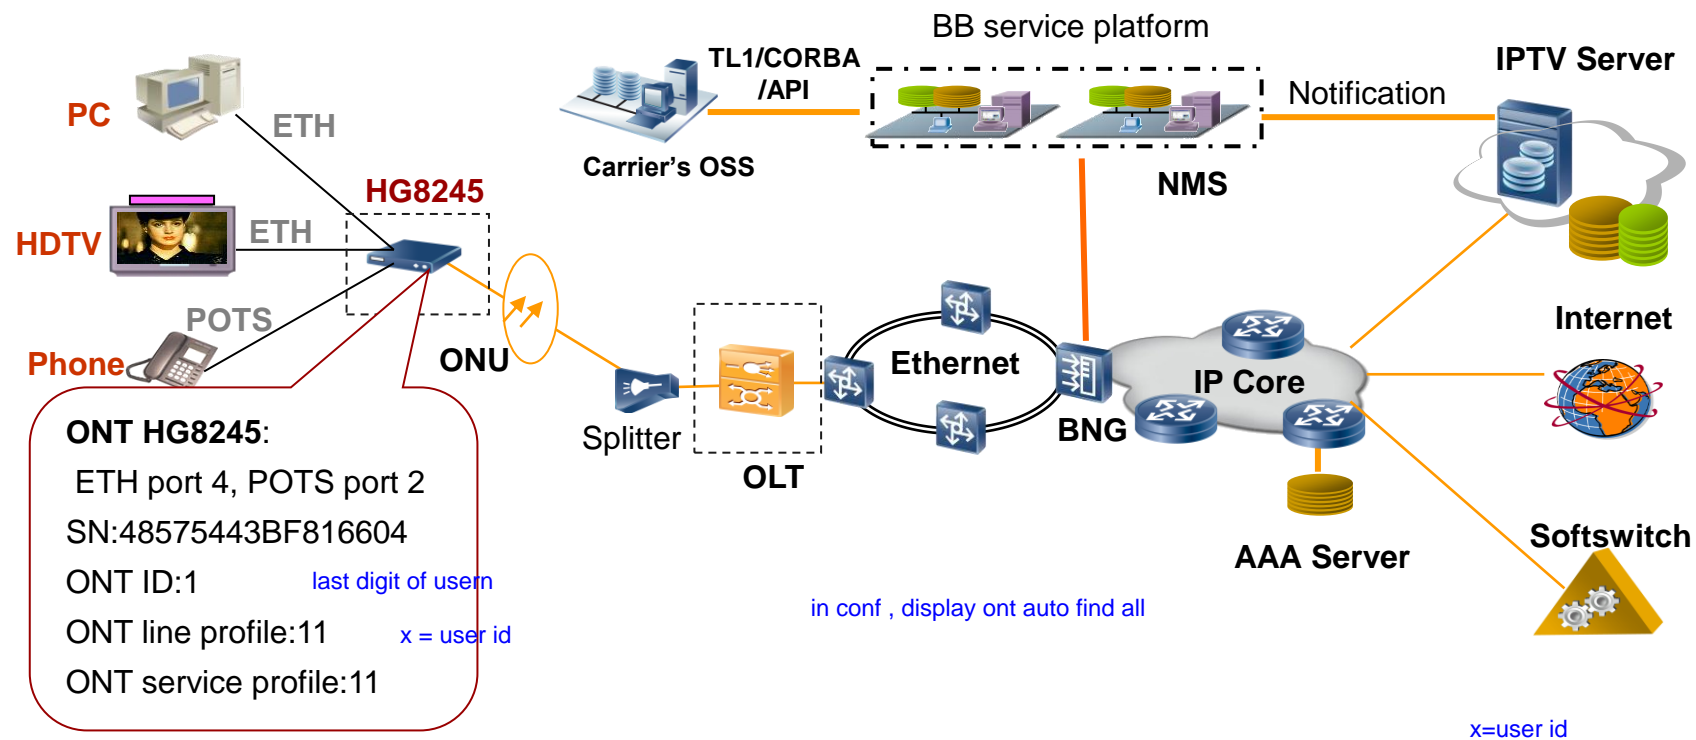 BB service platform
TL1/CORBA
/API
IPTV Server
Notification
PC
ETH
Carrier's OSS
NMS
HG8245
HDTV
ETH
POTS
Phone
ONU
Ethernet
IP Core
Internet
Splitter
BNG
OLT
ONT HG8245:
ETH port 4, POTS port 2
SN:48575443BF816604
ONT ID:1
last digit of usern
ONT line profile:11
x = user id
ONT service profile:11
in conf , display ont auto find all
AAA Server
Softswitch
x=user id